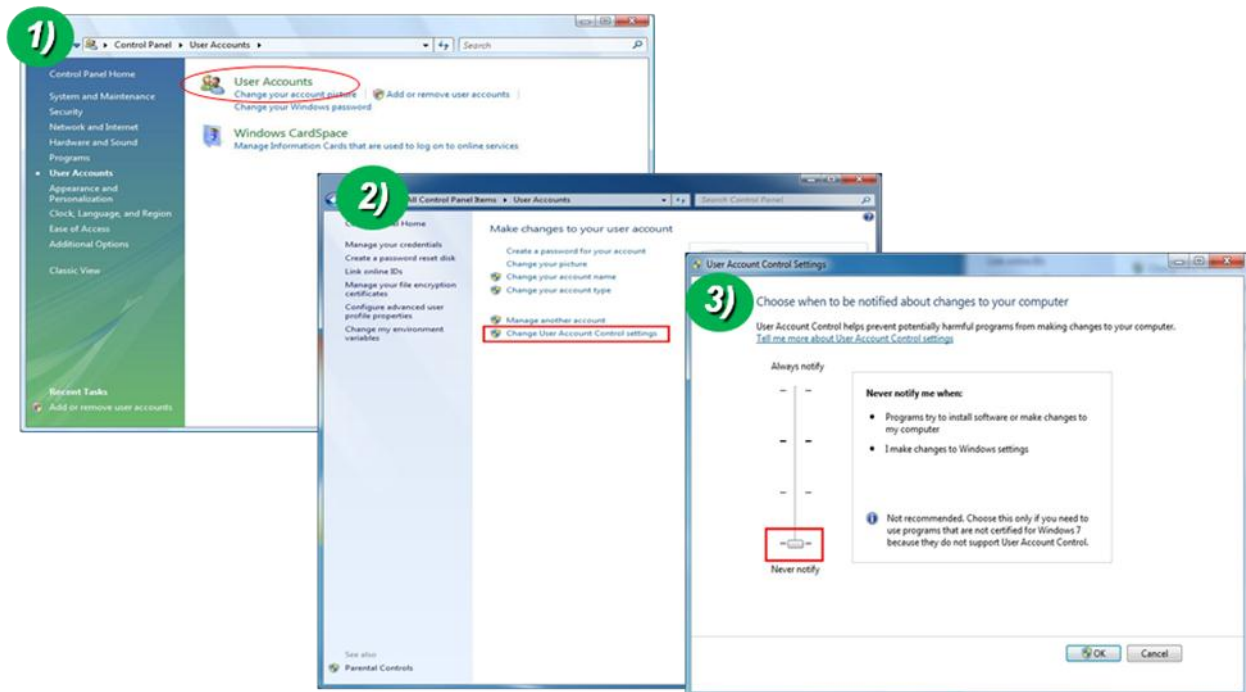 1)
Control Panel ▸ User Accounts ▸
Search
Control Panel Home
System and Maintenance
Security
Network and Internet
Hardware and Sound
Programs
User Accounts
Appearance and
Personalization
Clock, Language, and Region
Ease of Access
Additional Options
Classic View
Recent Tasks
Add or remove user accounts
User Accounts
Change your account picture
Add or remove user accounts
Change your Windows password
Windows CardSpace
Manage Information Cards that are used to log on to online services
2)
All Control Panel Items ▸ User Accounts
Search Control Panel
Home
Manage your credentials
Create a password reset disk
Link online IDs
Manage your file encryption
certificates
Configure advanced user
profile properties
Change my environment
variables
See also
Parental Controls
Make changes to your user account
Create a password for your account
Change your picture
Change your account name
Change your account type
Manage another account
Change User Account Control settings
3)
User Account Control Settings
Choose when to be notified about changes to your computer
User Account Control helps prevent potentially harmful programs from making changes to your computer.
Tell me more about User Account Control settings
Always notify
Never notify
Never notify me when:
• Programs try to install software or make changes to
my computer
• I make changes to Windows settings
Not recommended. Choose this only if you need to
use programs that are not certified for Windows 7
because they do not support User Account Control.
OK
Cancel